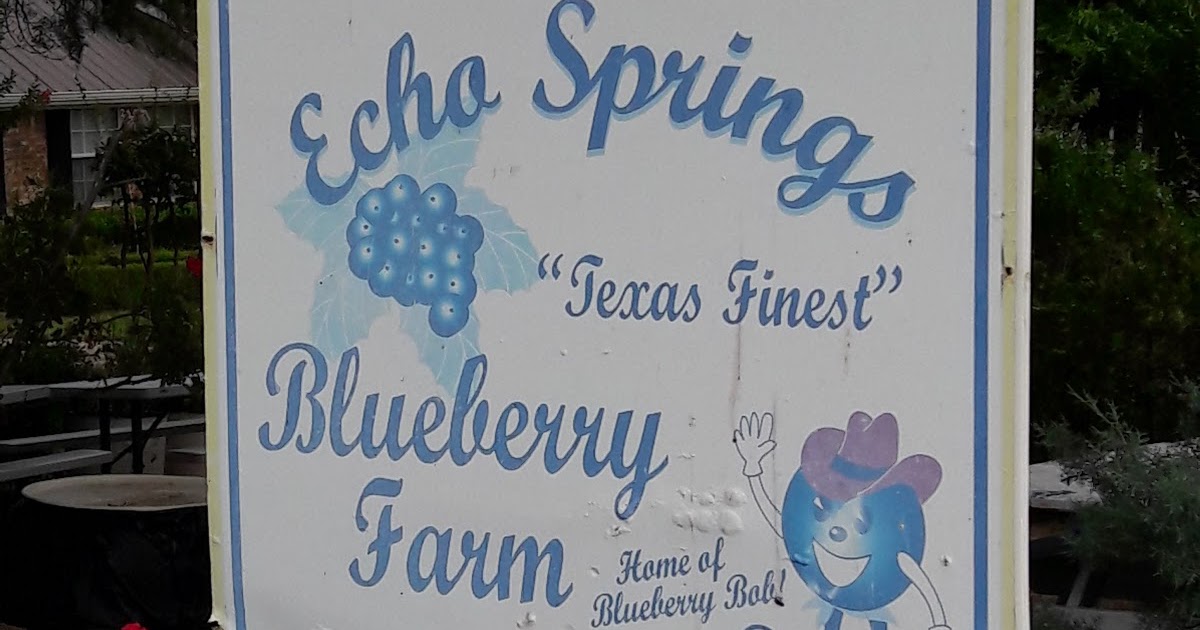 Echo Springs
“Texas Finest”
Blueberry
Farm
Home of
Blueberry Bob!